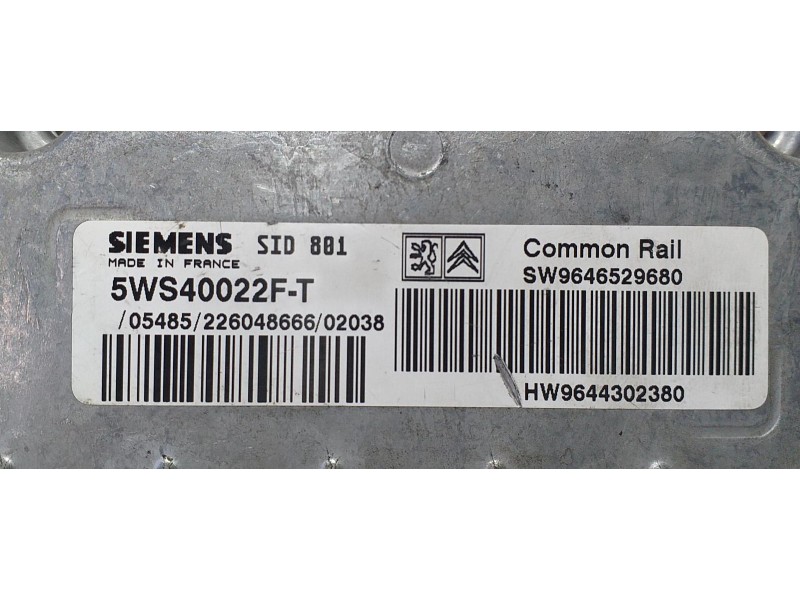 SIEMENS SID 801
MADE IN FRANCE
5WS40022F-T
/05485/226048666/02038
Common Rail
SW9646529680
HW9644302380